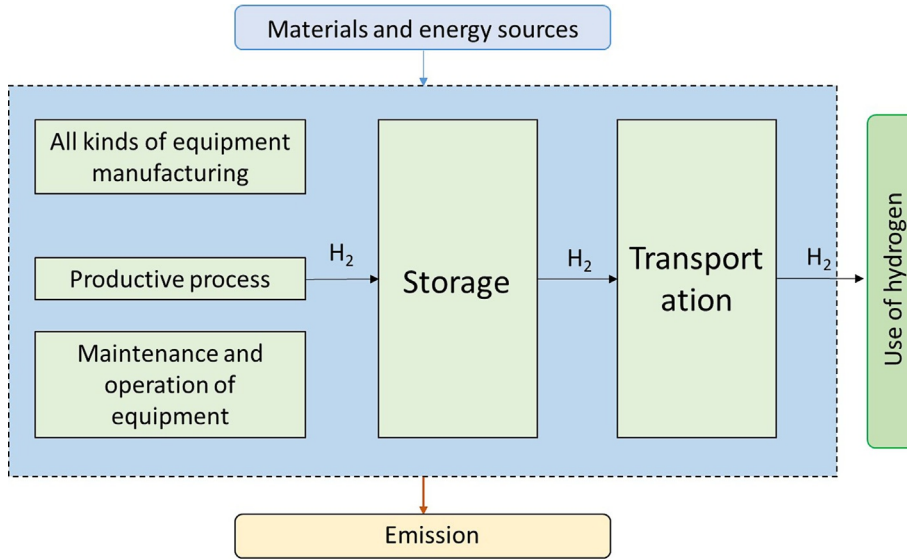 Materials and energy sources
All kinds of equipment
manufacturing
Productive process
Maintenance and
operation of
equipment
H₂
Storage
H₂
Transport
ation
H₂
Use of hydrogen
Emission